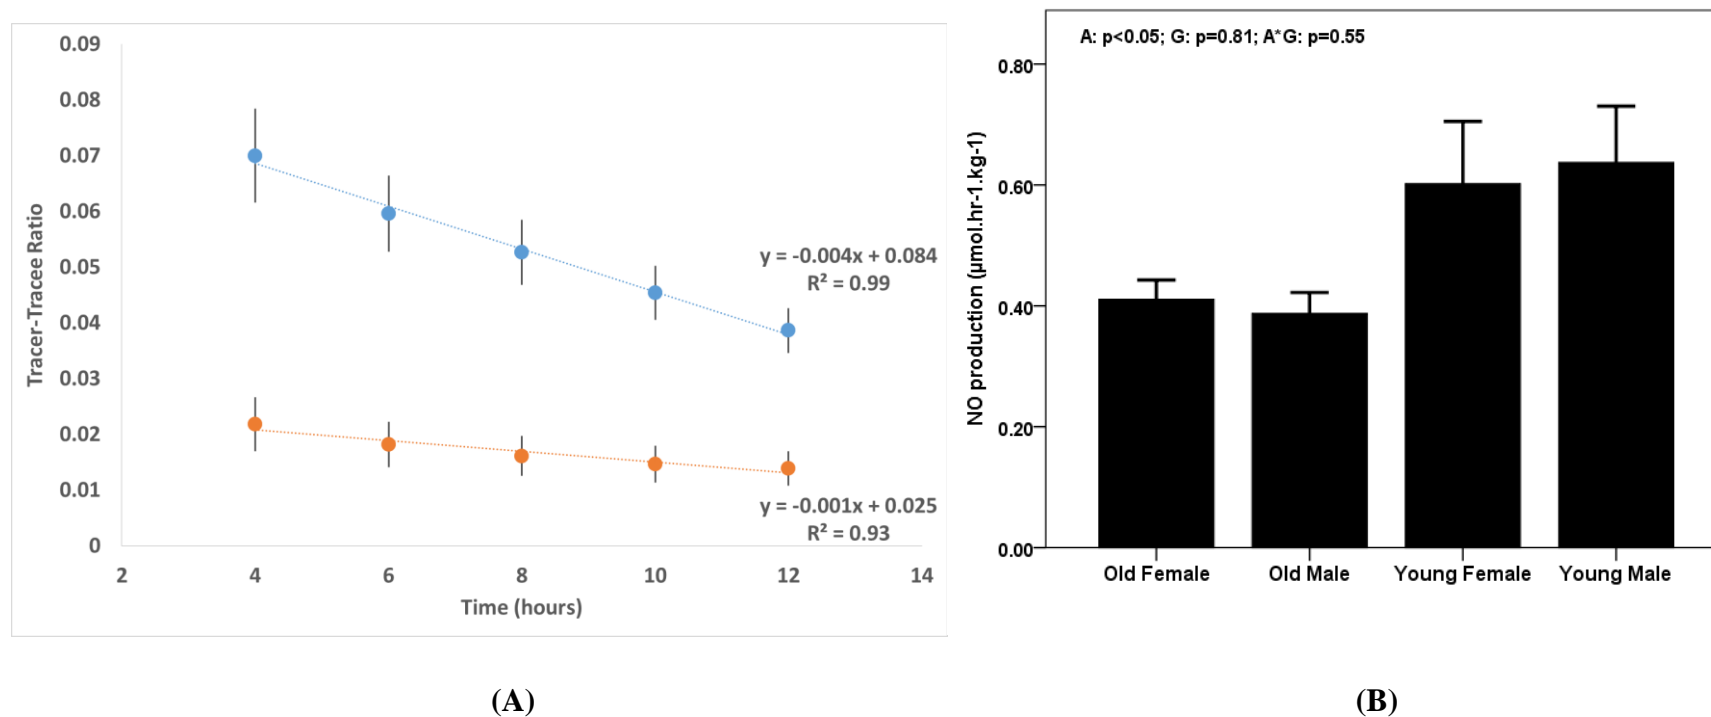 0.09
0.08
0.07
0.06
0.05
0.04
0.03
0.02
0.01
0
Tracer-Tracee Ratio
y = -0.004x + 0.084
R² = 0.99
y = -0.001x + 0.025
R² = 0.93
2 4 6 8 10 12 14
Time (hours)
(A)
A: p<0.05; G: p=0.81; A*G: p=0.55
0.80
0.60
0.40
0.20
0.00
NO production (µmol.hr-1.kg-1)
Old Female Old Male Young Female Young Male
(B)